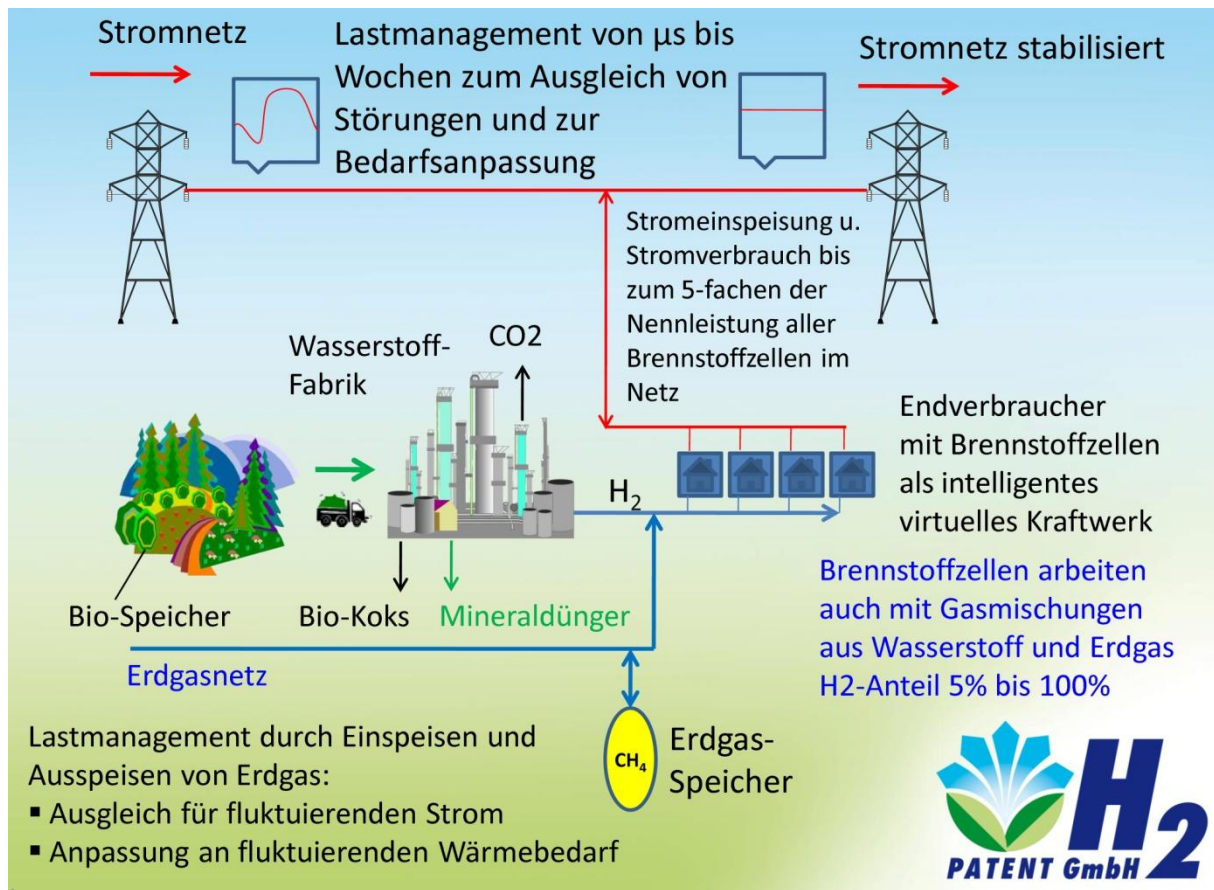 Stromnetz
Lastmanagement von µs bis
Wochen zum Ausgleich von
Störungen und zur
Bedarfsanpassung
Stromnetz stabilisiert
Stromeinspeisung u.
Stromverbrauch bis
zum 5-fachen der
Nennleistung aller
Brennstoffzellen im
Netz
Wasserstoff-
Fabrik
CO2
H2
Endverbraucher
mit Brennstoffzellen
als intelligentes
virtuelles Kraftwerk
Bio-Speicher
Bio-Koks
Mineraldünger
Brennstoffzellen arbeiten
auch mit Gasmischungen
aus Wasserstoff und Erdgas
H2-Anteil 5% bis 100%
Erdgasnetz
Lastmanagement durch Einspeisen und
Ausspeisen von Erdgas:
▪ Ausgleich für fluktuierenden Strom
▪ Anpassung an fluktuierenden Wärmebedarf
CH4
Erdgas-
Speicher
H2
PATENT GmbH